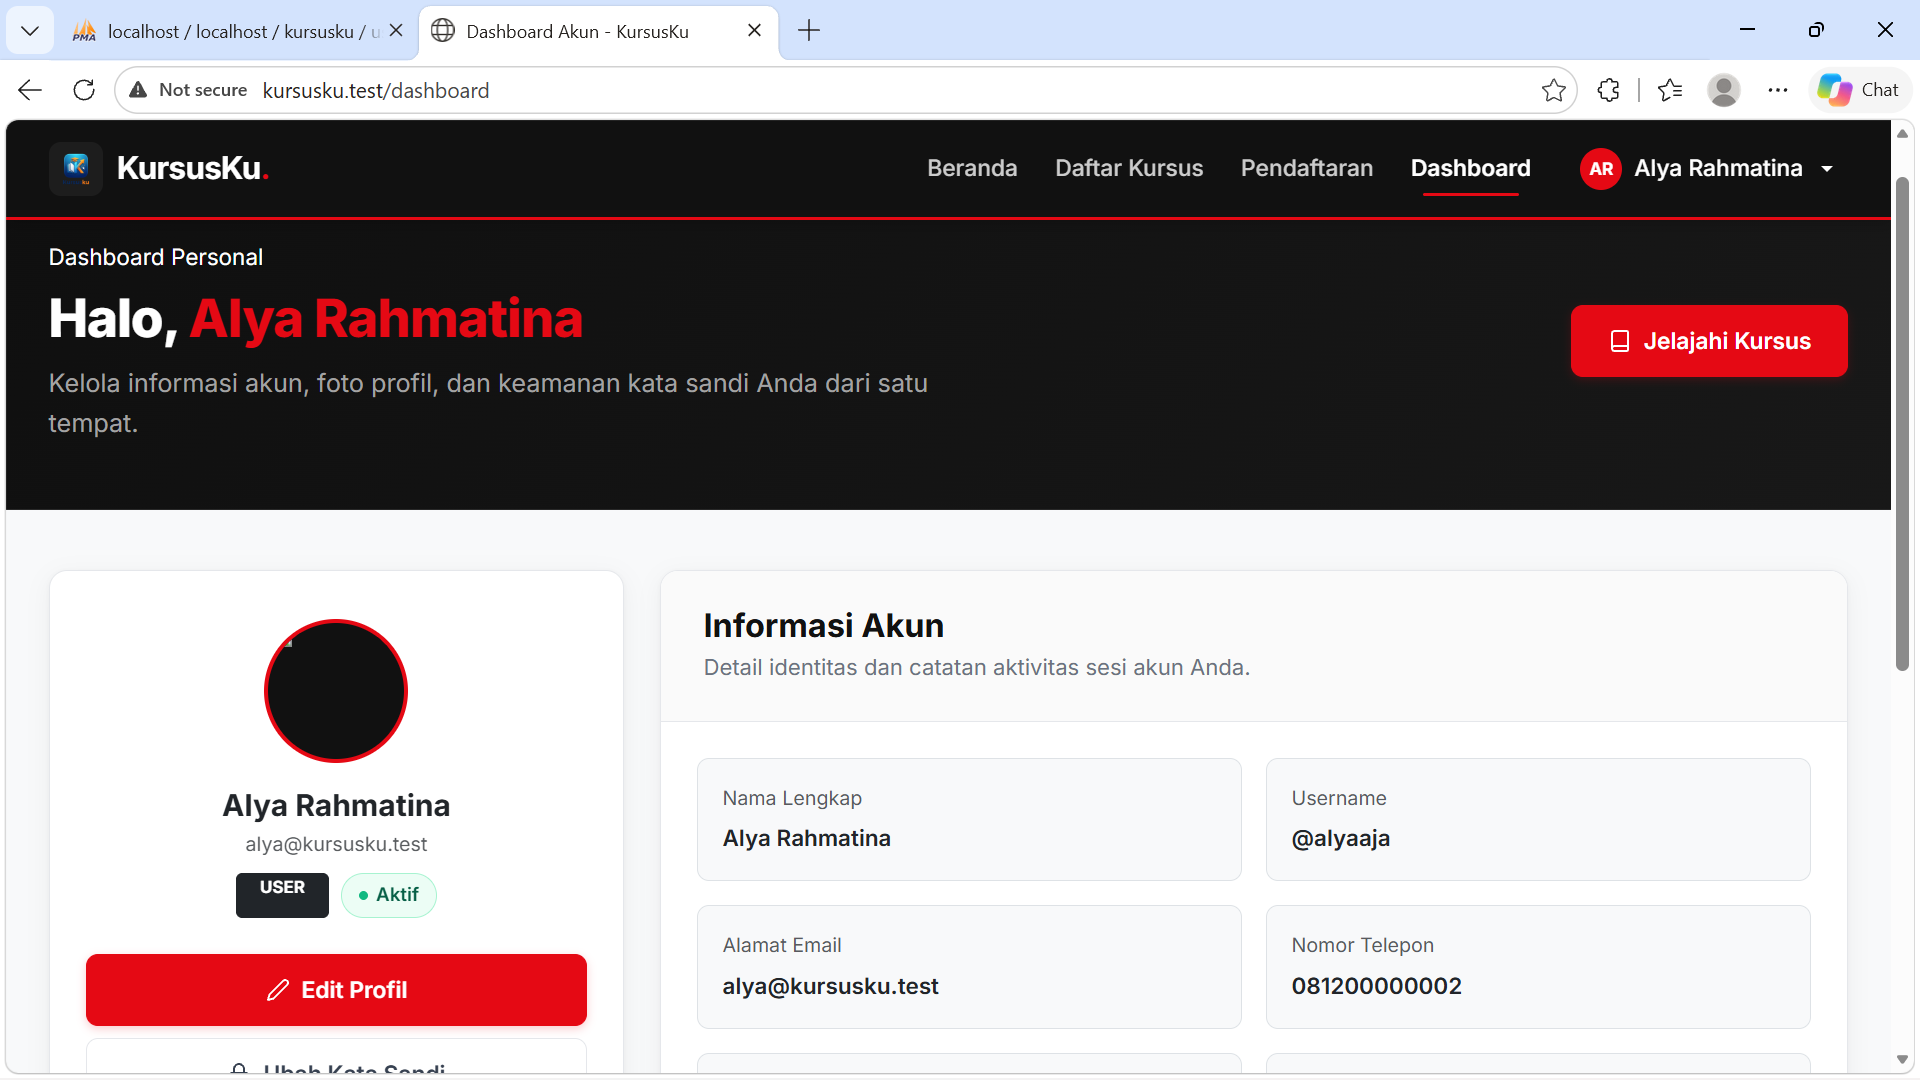 localhost / localhost / kursusku / u
Dashboard Akun - KursusKu
Not secure
kursusku.test/dashboard
Chat
KursusKu.
Beranda
Daftar Kursus
Pendaftaran
Dashboard
AR
Alya Rahmatina
Dashboard Personal
Halo, Alya Rahmatina
Kelola informasi akun, foto profil, dan keamanan kata sandi Anda dari satu
tempat.
Jelajahi Kursus
Alya Rahmatina
alya@kursusku.test
USER
Aktif
Edit Profil
Ubah Kata Sandi
Informasi Akun
Detail identitas dan catatan aktivitas sesi akun Anda.
Nama Lengkap
Alya Rahmatina
Username
@alyaaja
Alamat Email
alya@kursusku.test
Nomor Telepon
081200000002